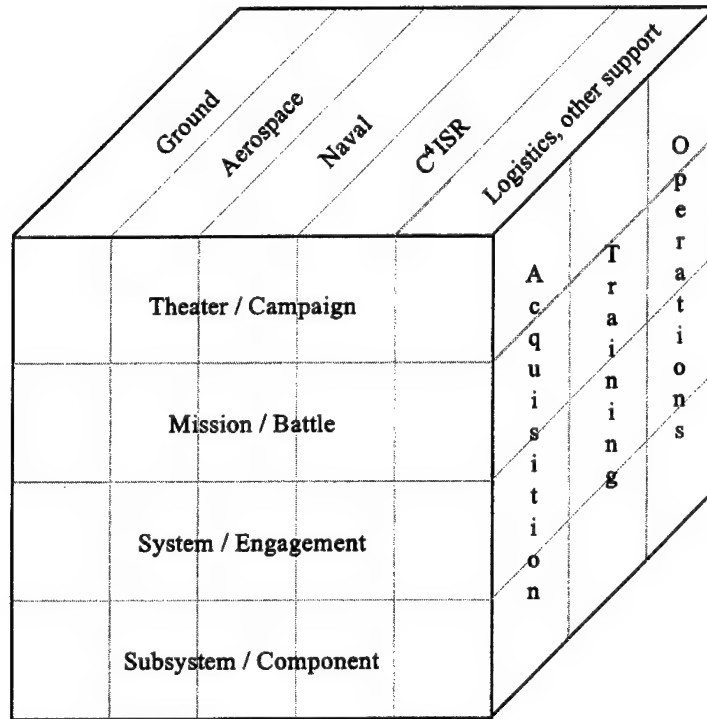 Ground
Aerospace
Naval
C⁴ISR
Logistics, other support
Theater / Campaign
Mission / Battle
System / Engagement
Subsystem / Component
Acquisition
Training
Operations